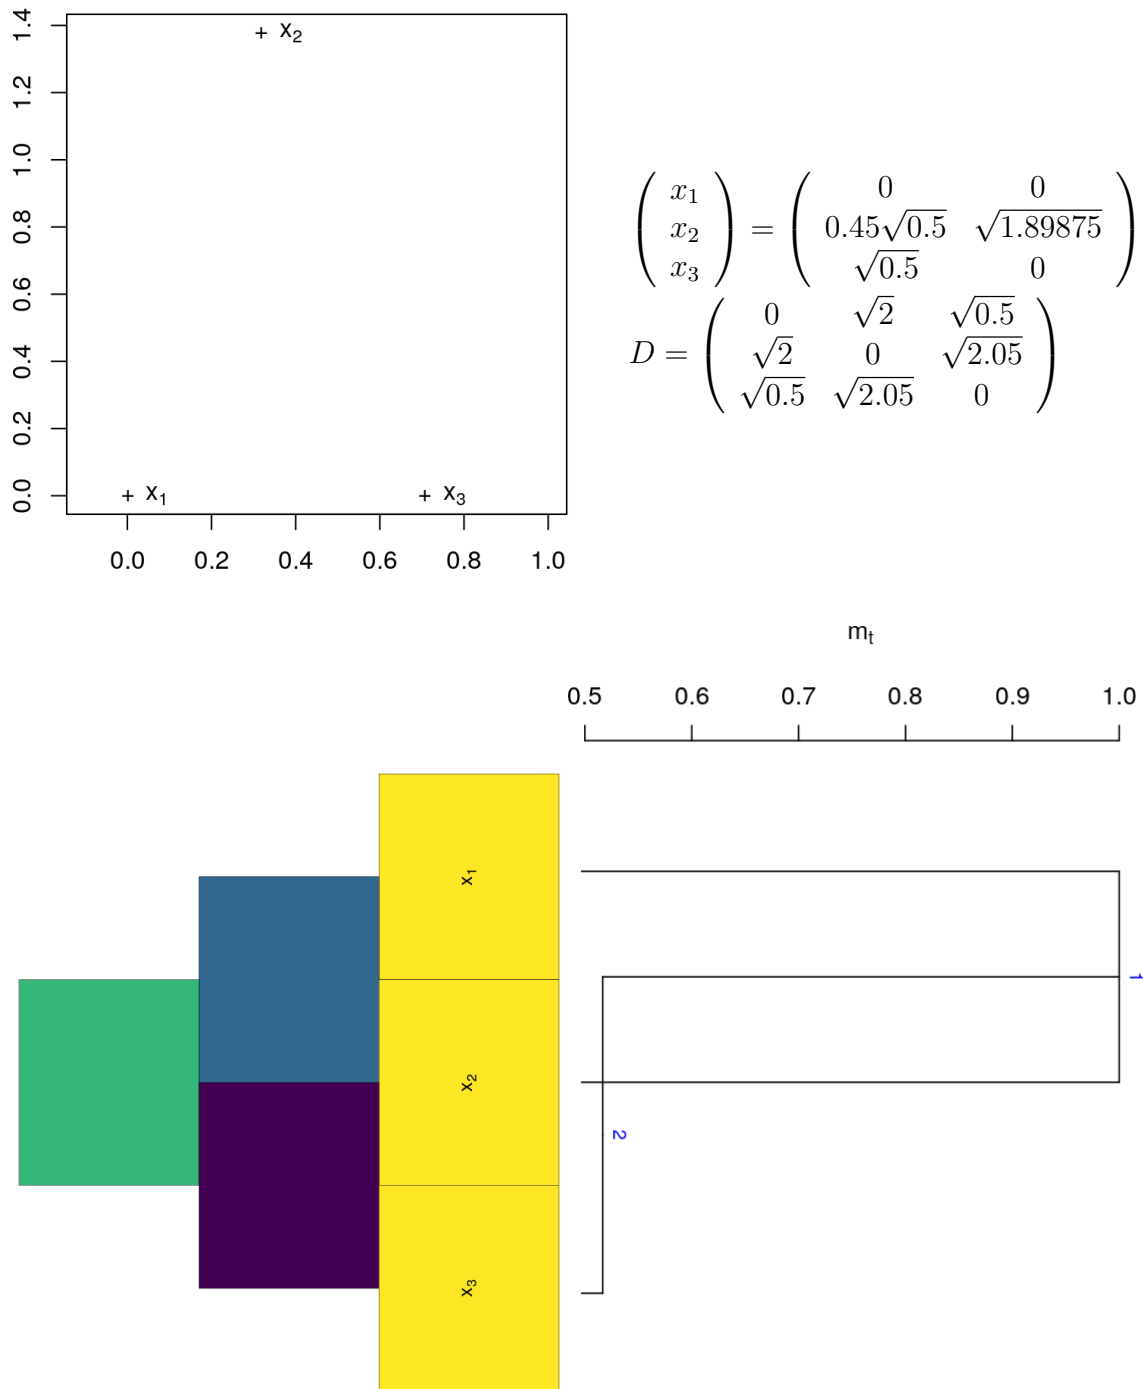 1.4
1.2
1.0
0.8
0.6
0.4
0.2
0.0
+ x₂
+ x₁
+ x₃
0.0 0.2 0.4 0.6 0.8 1.0
( x₁ ) = ( 0 0 )
( x₂ ) ( 0.45√0.5 √1.89875 )
( x₃ ) ( √0.5 0 )
( 0 √2 √0.5 )
D = ( √2 0 √2.05 )
( √0.5 √2.05 0 )
mₜ
0.5 0.6 0.7 0.8 0.9 1.0
x₁
1
x₂
2
x₃